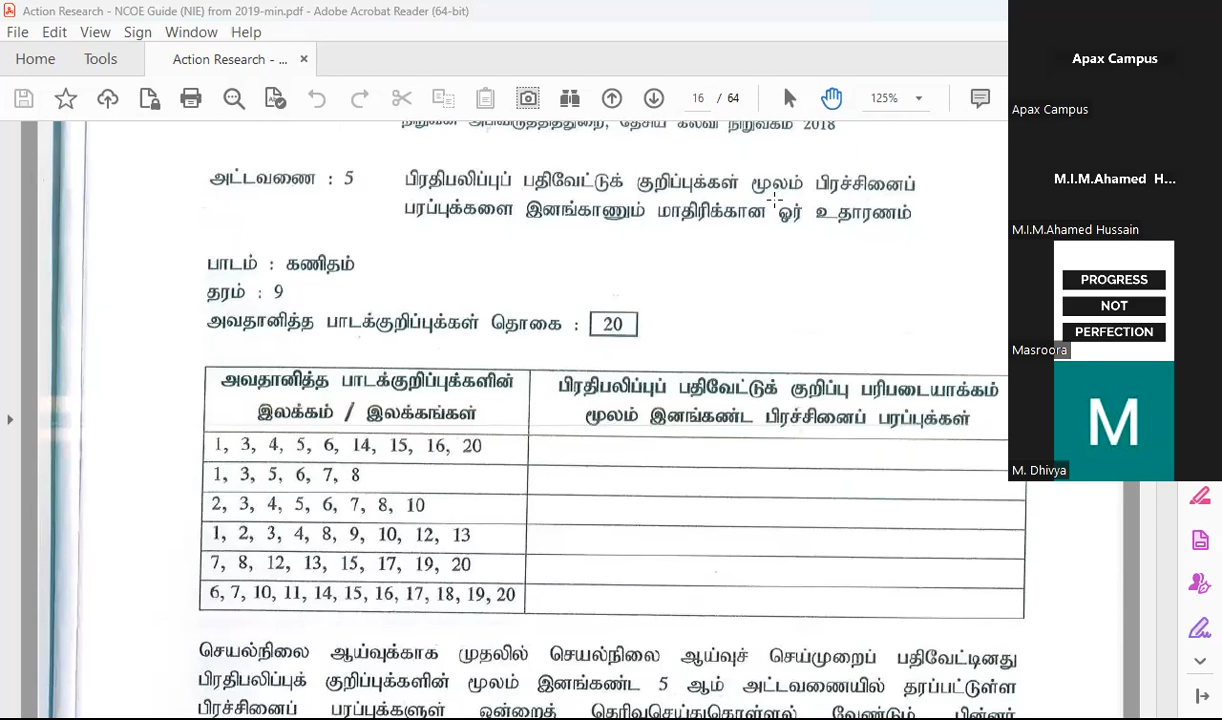 Action Research - NCOE Guide (NIE) from 2019-min.pdf - Adobe Acrobat Reader (64-bit)
File Edit View Sign Window Help
Home Tools Action Research - ... ×
16 / 64 125%
நிறுவன அபிவிருத்தித்துறை, தேசிய கல்வி நிறுவகம் 2018
அட்டவணை : 5 பிரதிபலிப்புப் பதிவேட்டுக் குறிப்புக்கள் மூலம் பிரச்சினைப்
பரப்புக்களை இனங்காணும் மாதிரிக்கான ஓர் உதாரணம்
பாடம் : கணிதம்
தரம் : 9
அவதானித்த பாடக்குறிப்புக்கள் தொகை : 20
அவதானித்த பாடக்குறிப்புக்களின்
இலக்கம் / இலக்கங்கள்
பிரதிபலிப்புப் பதிவேட்டுக் குறிப்பு பரிபடையாக்கம்
மூலம் இனங்கண்ட பிரச்சினைப் பரப்புக்கள்
1, 3, 4, 5, 6, 14, 15, 16, 20
1, 3, 5, 6, 7, 8
2, 3, 4, 5, 6, 7, 8, 10
1, 2, 3, 4, 8, 9, 10, 12, 13
7, 8, 12, 13, 15, 17, 19, 20
6, 7, 10, 11, 14, 15, 16, 17, 18, 19, 20
செயல்நிலை ஆய்வுக்காக முதலில் செயல்நிலை ஆய்வுச் செய்முறைப் பதிவேட்டினது
பிரதிபலிப்புக் குறிப்புக்களின் மூலம் இனங்கண்ட 5 ஆம் அட்டவணையில் தரப்பட்டுள்ள
பிரச்சினைப் பரப்புக்களுள் ஒன்றைத் தெரிவுசெய்துகொள்ளல் வேண்டும் பின்னர்
Apax Campus
Apax Campus
M.I.M.Ahamed H...
M.I.M.Ahamed Hussain
PROGRESS
NOT
PERFECTION
Masroora
M
M. Dhivya